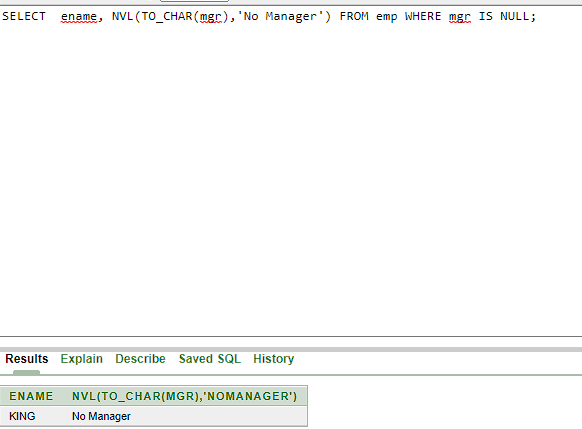 SELECT  ename, NVL(TO_CHAR(mgr),'No Manager') FROM emp WHERE mgr IS NULL;
Results Explain Describe Saved SQL History
ENAME NVL(TO_CHAR(MGR),'NOMANAGER')
KING No Manager